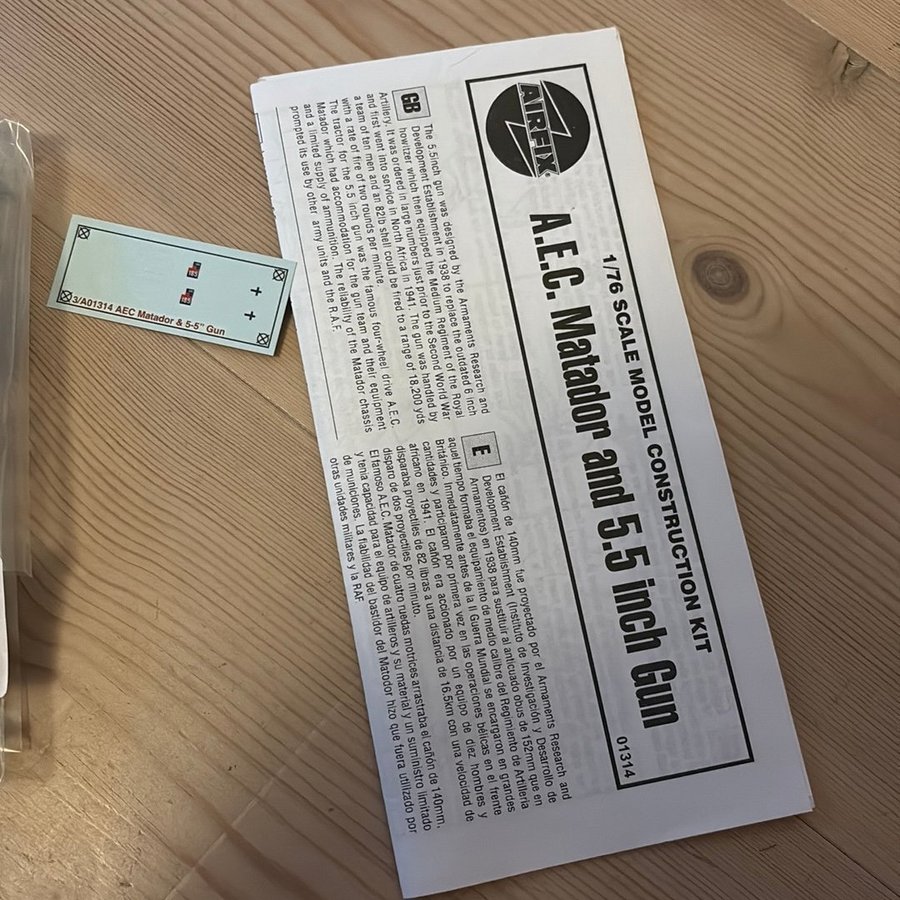 AIRFIX
1/76 SCALE MODEL CONSTRUCTION KIT
A.E.C. Matador and 5.5 inch Gun
01314
GB
The 5.5inch gun was designed by the Armaments Research and
Development Establishment in 1938 to replace the outdated 6 inch
howitzer which then equipped the Medium Regiment of the Royal
Artillery. It was ordered in large numbers just prior to the Second World War
and first went into service in North Africa in 1941. The gun was handled by
a team of ten men and an 82lb shell could be fired to a range of 18,200 yds
with a rate of fire of two rounds per minute.
The tractor for the 5.5 inch gun was the famous four-wheel drive A.E.C.
Matador which had accommodation for the gun team and their equipment
and a limited supply of ammunition. The reliability of the Matador chassis
prompted its use by other army units and the R.A.F.
E
El cañón de 140mm fue proyectado por el Armaments Research and
Development Establishment (Instituto de Investigación y Desarrollo de
Armamentos) en 1938 para sustituir al anticuado obus de 152mm que en
aquel tiempo formaba el equipamiento de medio calibre del Regimiento de Artilleria
Británico. Inmediatamente antes de la II Guerra Mundial se encargaron en grandes
cantidades y participaron por primera vez en las operaciones bélicas en el frente
africano en 1941. El cañón era accionado por un equipo de diez hombres y
disparaba proyectiles de 82 libras a una distancia de 16.5km con una velocidad de
disparo de dos proyectiles por minuto.
El famoso A.E.C. Matador de cuatro ruedas motrices arrastraba el cañón de 140mm,
y tenía capacidad para el equipo de artilleros y su material y un suministro limitado
de municiones. La fiabilidad del bastidor del Matodor hizo que fuera utilizado por
otras unidades militares y la RAF.
185
185
3/A01314 AEC Matador & 5-5" Gun